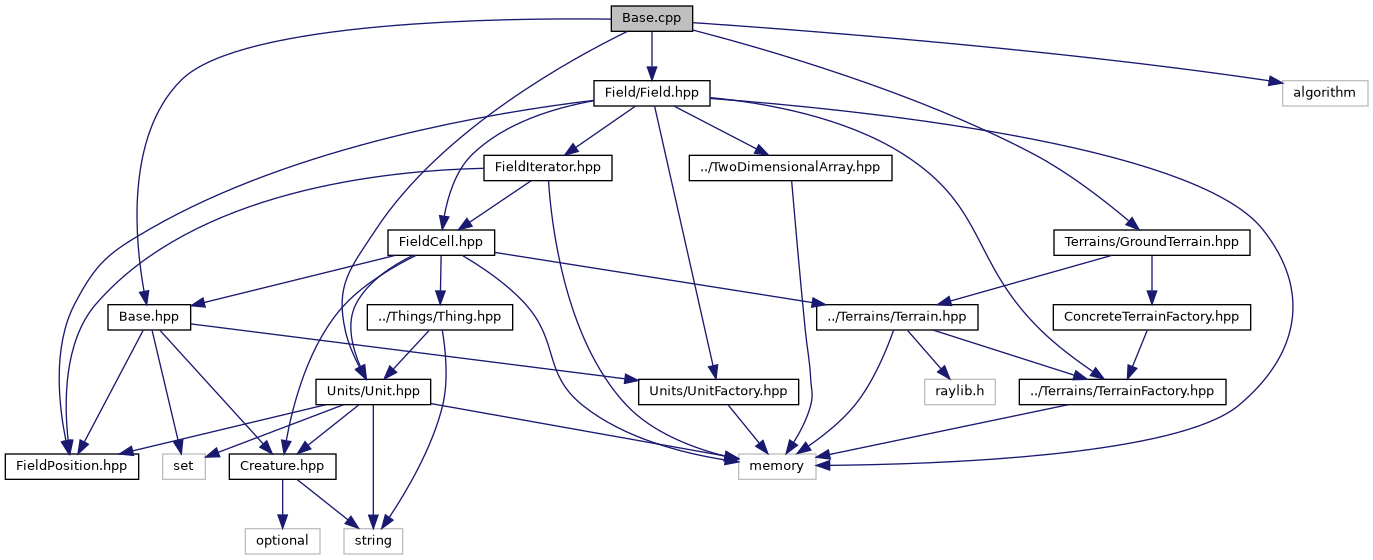 Base.cpp
Field/Field.hpp
algorithm
FieldIterator.hpp
../TwoDimensionalArray.hpp
FieldCell.hpp
Terrains/GroundTerrain.hpp
Base.hpp
../Things/Thing.hpp
../Terrains/Terrain.hpp
ConcreteTerrainFactory.hpp
Units/Unit.hpp
Units/UnitFactory.hpp
raylib.h
../Terrains/TerrainFactory.hpp
FieldPosition.hpp
set
Creature.hpp
memory
optional
string